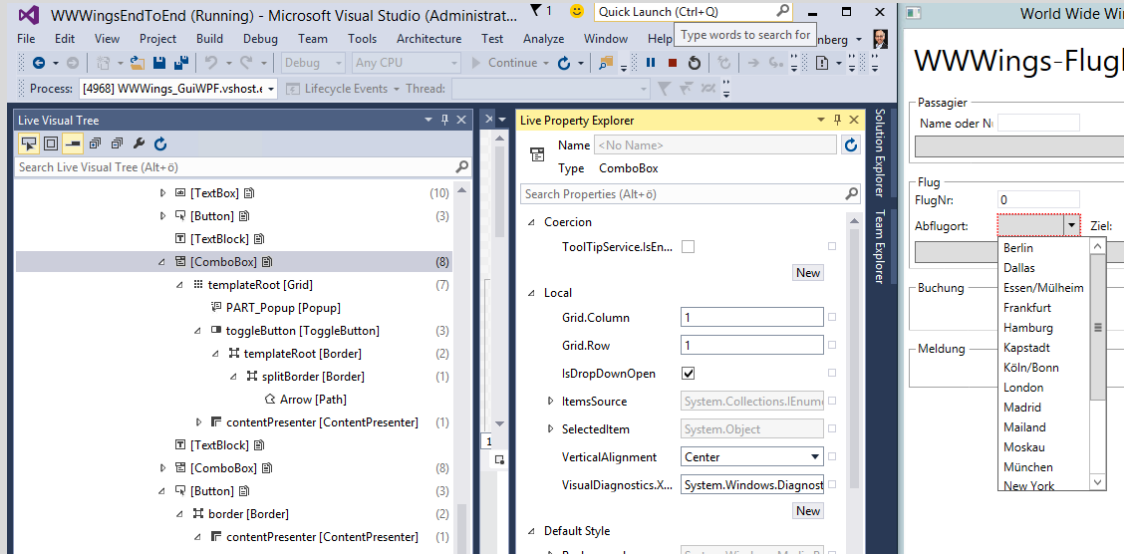 WWWingsEndToEnd (Running) - Microsoft Visual Studio (Administrat...
1
Quick Launch (Ctrl+Q)
File Edit View Project Build Debug Team Tools Architecture Test Analyze Window Help
Type words to search for
nberg
Debug Any CPU Continue
Process: [4968] WWWings_GuiWPF.vshost.e Lifecycle Events Thread:
Live Visual Tree
Search Live Visual Tree (Alt+ö)
[TextBox] (10)
[Button] (3)
[TextBlock]
[ComboBox] (8)
templateRoot [Grid] (7)
PART_Popup [Popup]
toggleButton [ToggleButton] (3)
templateRoot [Border] (2)
splitBorder [Border] (1)
Arrow [Path]
contentPresenter [ContentPresenter] (1)
[TextBlock]
[ComboBox] (8)
[Button] (3)
border [Border] (2)
contentPresenter [ContentPresenter] (1)
1
Live Property Explorer
Name <No Name>
Type ComboBox
Search Properties (Alt+ö)
Coercion
ToolTipService.IsEn...
New
Local
Grid.Column 1
Grid.Row 1
IsDropDownOpen
ItemsSource System.Collections.IEnum
SelectedItem System.Object
VerticalAlignment Center
VisualDiagnostics.X... System.Windows.Diagnost
New
Default Style
Solution Explorer
Team Explorer
World Wide Wi
WWWings-Flug
Passagier
Name oder N
Flug
FlugNr: 0
Abflugort: Ziel:
Berlin
Dallas
Essen/Mülheim
Frankfurt
Hamburg
Kapstadt
Köln/Bonn
London
Madrid
Mailand
Moskau
München
New York
Buchung
Meldung